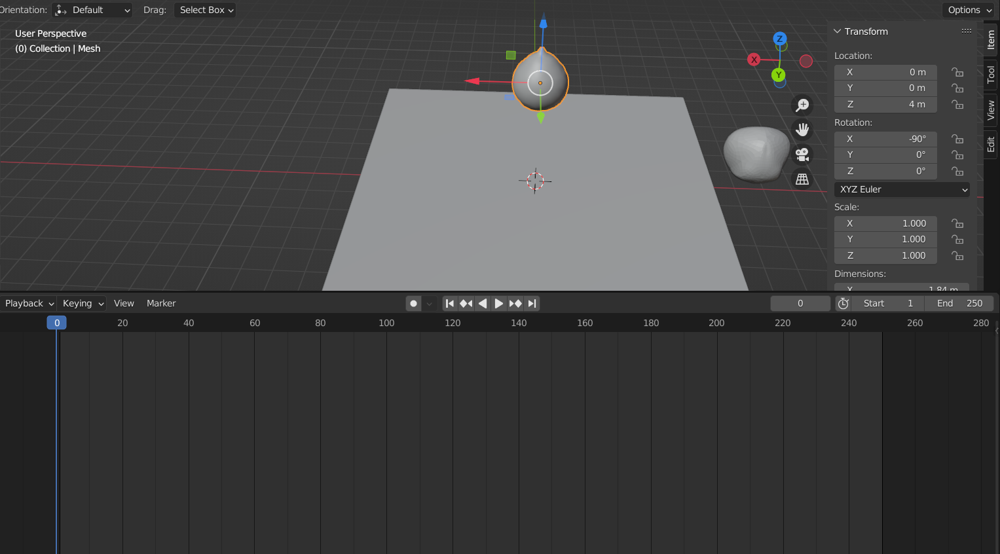 Orientation: Default Drag: Select Box Options
User Perspective
(0) Collection | Mesh
Z
X
Y
Transform
Location:
X 0 m
Y 0 m
Z 4 m
Rotation:
X -90°
Y 0°
Z 0°
XYZ Euler
Scale:
X 1.000
Y 1.000
Z 1.000
Dimensions:
X 1.84 m
Item
Tool
View
Edit
Playback Keying View Marker 0 Start 1 End 250
0 20 40 60 80 100 120 140 160 180 200 220 240 260 280